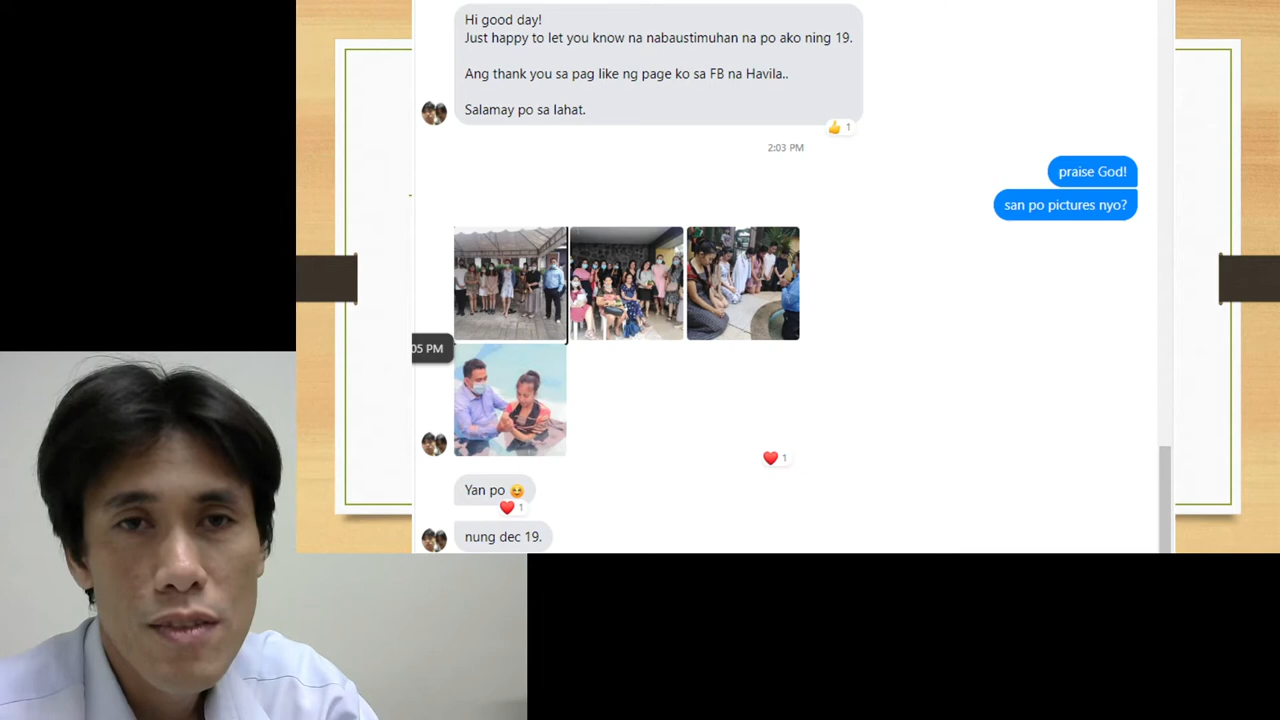 Hi good day!
Just happy to let you know na nabaustimuhan na po ako ning 19.
Ang thank you sa pag like ng page ko sa FB na Havila..
Salamay po sa lahat.
1
2:03 PM
praise God!
san po pictures nyo?
05 PM
1
Yan po
1
nung dec 19.